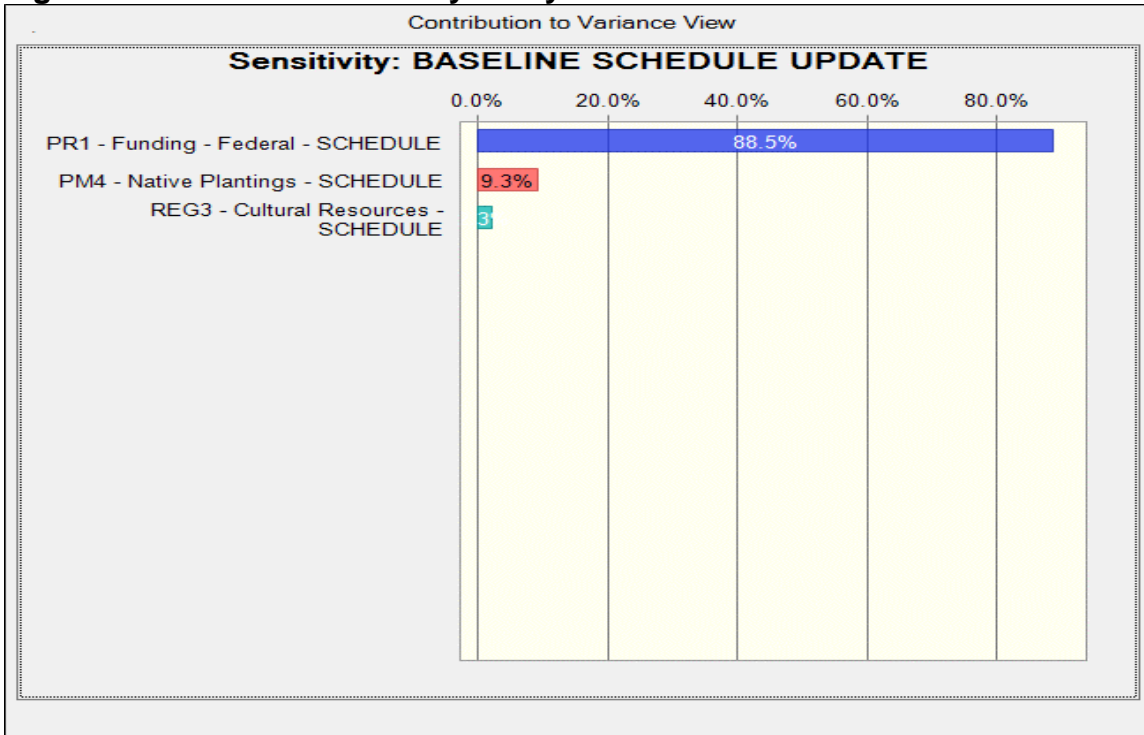 Contribution to Variance View
Sensitivity: BASELINE SCHEDULE UPDATE
0.0% 20.0% 40.0% 60.0% 80.0%
PR1 - Funding - Federal - SCHEDULE 88.5%
PM4 - Native Plantings - SCHEDULE 9.3%
REG3 - Cultural Resources -
SCHEDULE